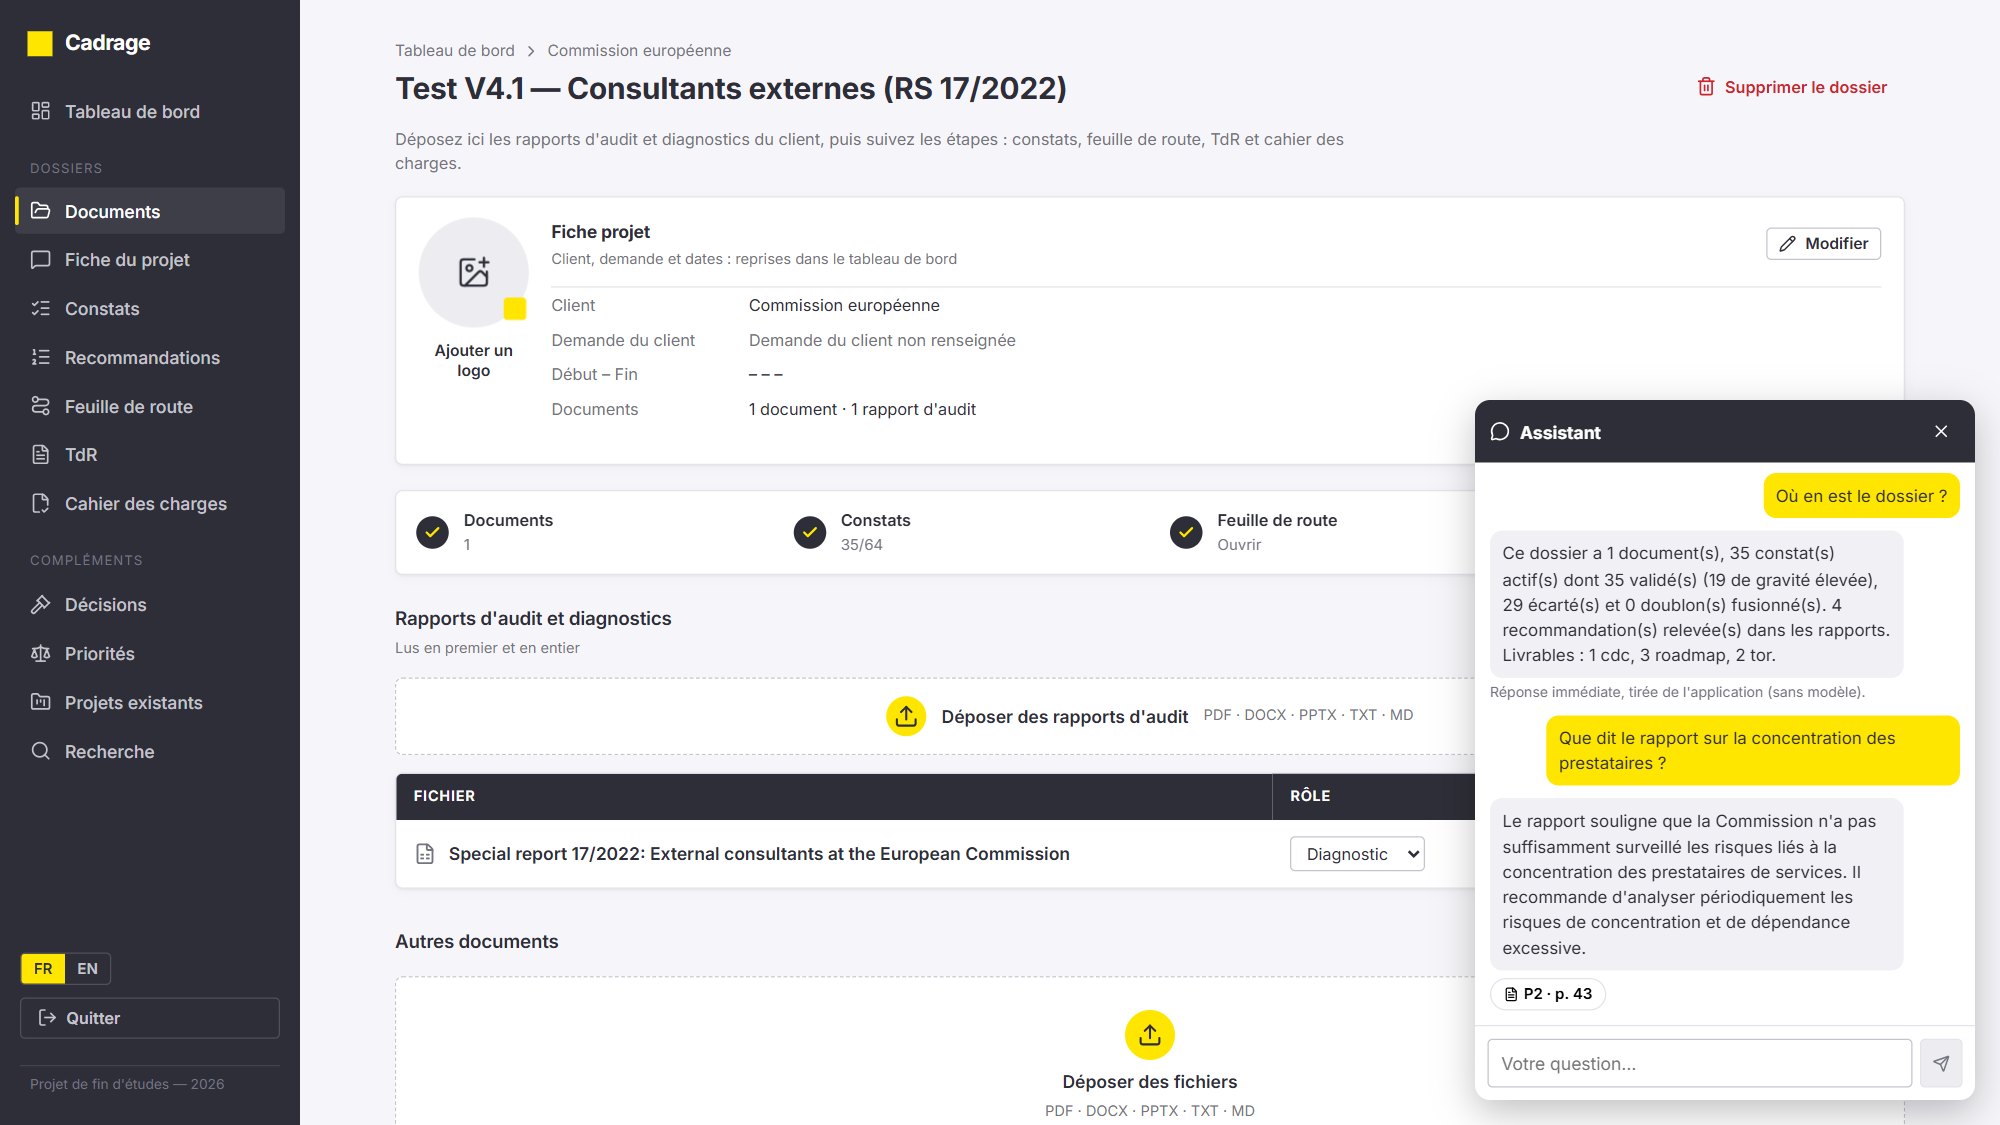 Cadrage
Tableau de bord
DOSSIERS
Documents
Fiche du projet
Constats
Recommandations
Feuille de route
TdR
Cahier des charges
COMPLÉMENTS
Décisions
Priorités
Projets existants
Recherche
FR EN
Quitter
Projet de fin d'études — 2026
Tableau de bord > Commission européenne
Test V4.1 — Consultants externes (RS 17/2022)
Supprimer le dossier
Déposez ici les rapports d'audit et diagnostics du client, puis suivez les étapes : constats, feuille de route, TdR et cahier des
charges.
Ajouter un
logo
Fiche projet
Client, demande et dates : reprises dans le tableau de bord
Modifier
Client Commission européenne
Demande du client Demande du client non renseignée
Début – Fin – – –
Documents 1 document · 1 rapport d'audit
Documents
1
Constats
35/64
Feuille de route
Ouvrir
Rapports d'audit et diagnostics
Lus en premier et en entier
Déposer des rapports d'audit PDF · DOCX · PPTX · TXT · MD
FICHIER RÔLE
Special report 17/2022: External consultants at the European Commission Diagnostic
Autres documents
Déposer des fichiers
PDF · DOCX · PPTX · TXT · MD
Assistant
Où en est le dossier ?
Ce dossier a 1 document(s), 35 constat(s)
actif(s) dont 35 validé(s) (19 de gravité élevée),
29 écarté(s) et 0 doublon(s) fusionné(s). 4
recommandation(s) relevée(s) dans les rapports.
Livrables : 1 cdc, 3 roadmap, 2 tor.
Réponse immédiate, tirée de l'application (sans modèle).
Que dit le rapport sur la concentration des
prestataires ?
Le rapport souligne que la Commission n'a pas
suffisamment surveillé les risques liés à la
concentration des prestataires de services. Il
recommande d'analyser périodiquement les
risques de concentration et de dépendance
excessive.
P2 · p. 43
Votre question...